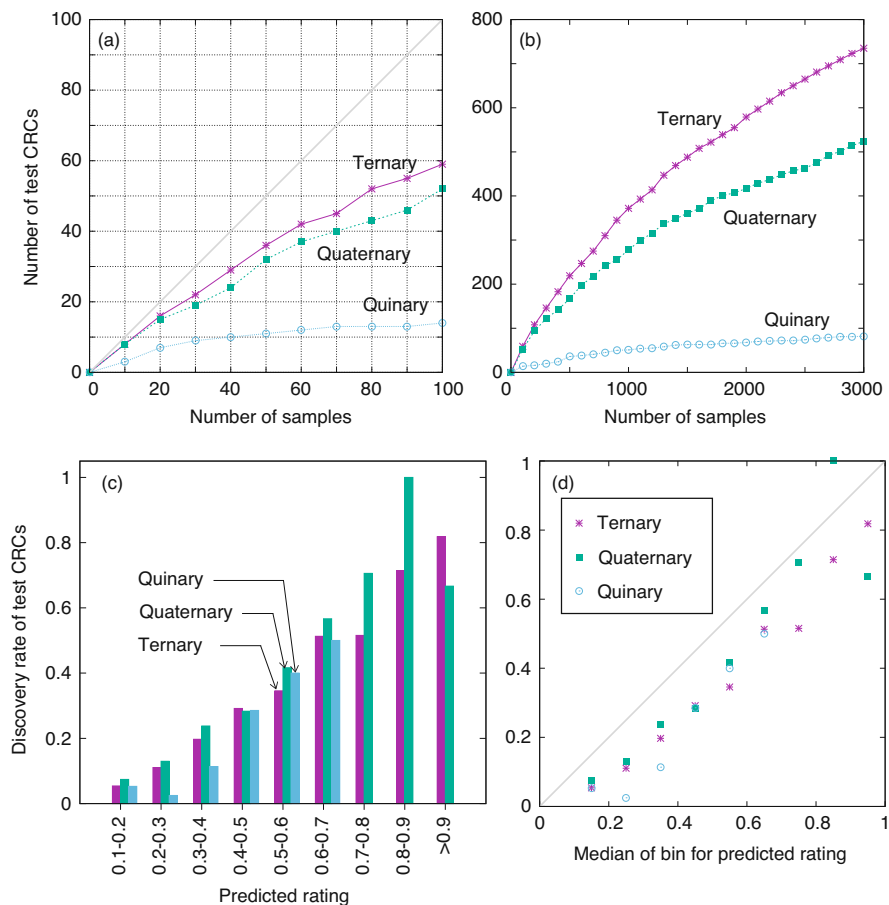 (a)
100
80
60
40
20
0
Number of test CRCs
Ternary
Quaternary
Quinary
0
20
40
60
80
100
Number of samples
(b)
800
600
400
200
0
Ternary
Quaternary
Quinary
0
1000
2000
3000
Number of samples
(c)
1
0.8
0.6
0.4
0.2
0
Discovery rate of test CRCs
Quinary
Quaternary
Ternary
0.1-0.2
0.2-0.3
0.3-0.4
0.4-0.5
0.5-0.6
0.6-0.7
0.7-0.8
0.8-0.9
>0.9
Predicted rating
(d)
1
0.8
0.6
0.4
0.2
0
Ternary
Quaternary
Quinary
0
0.2
0.4
0.6
0.8
1
Median of bin for predicted rating